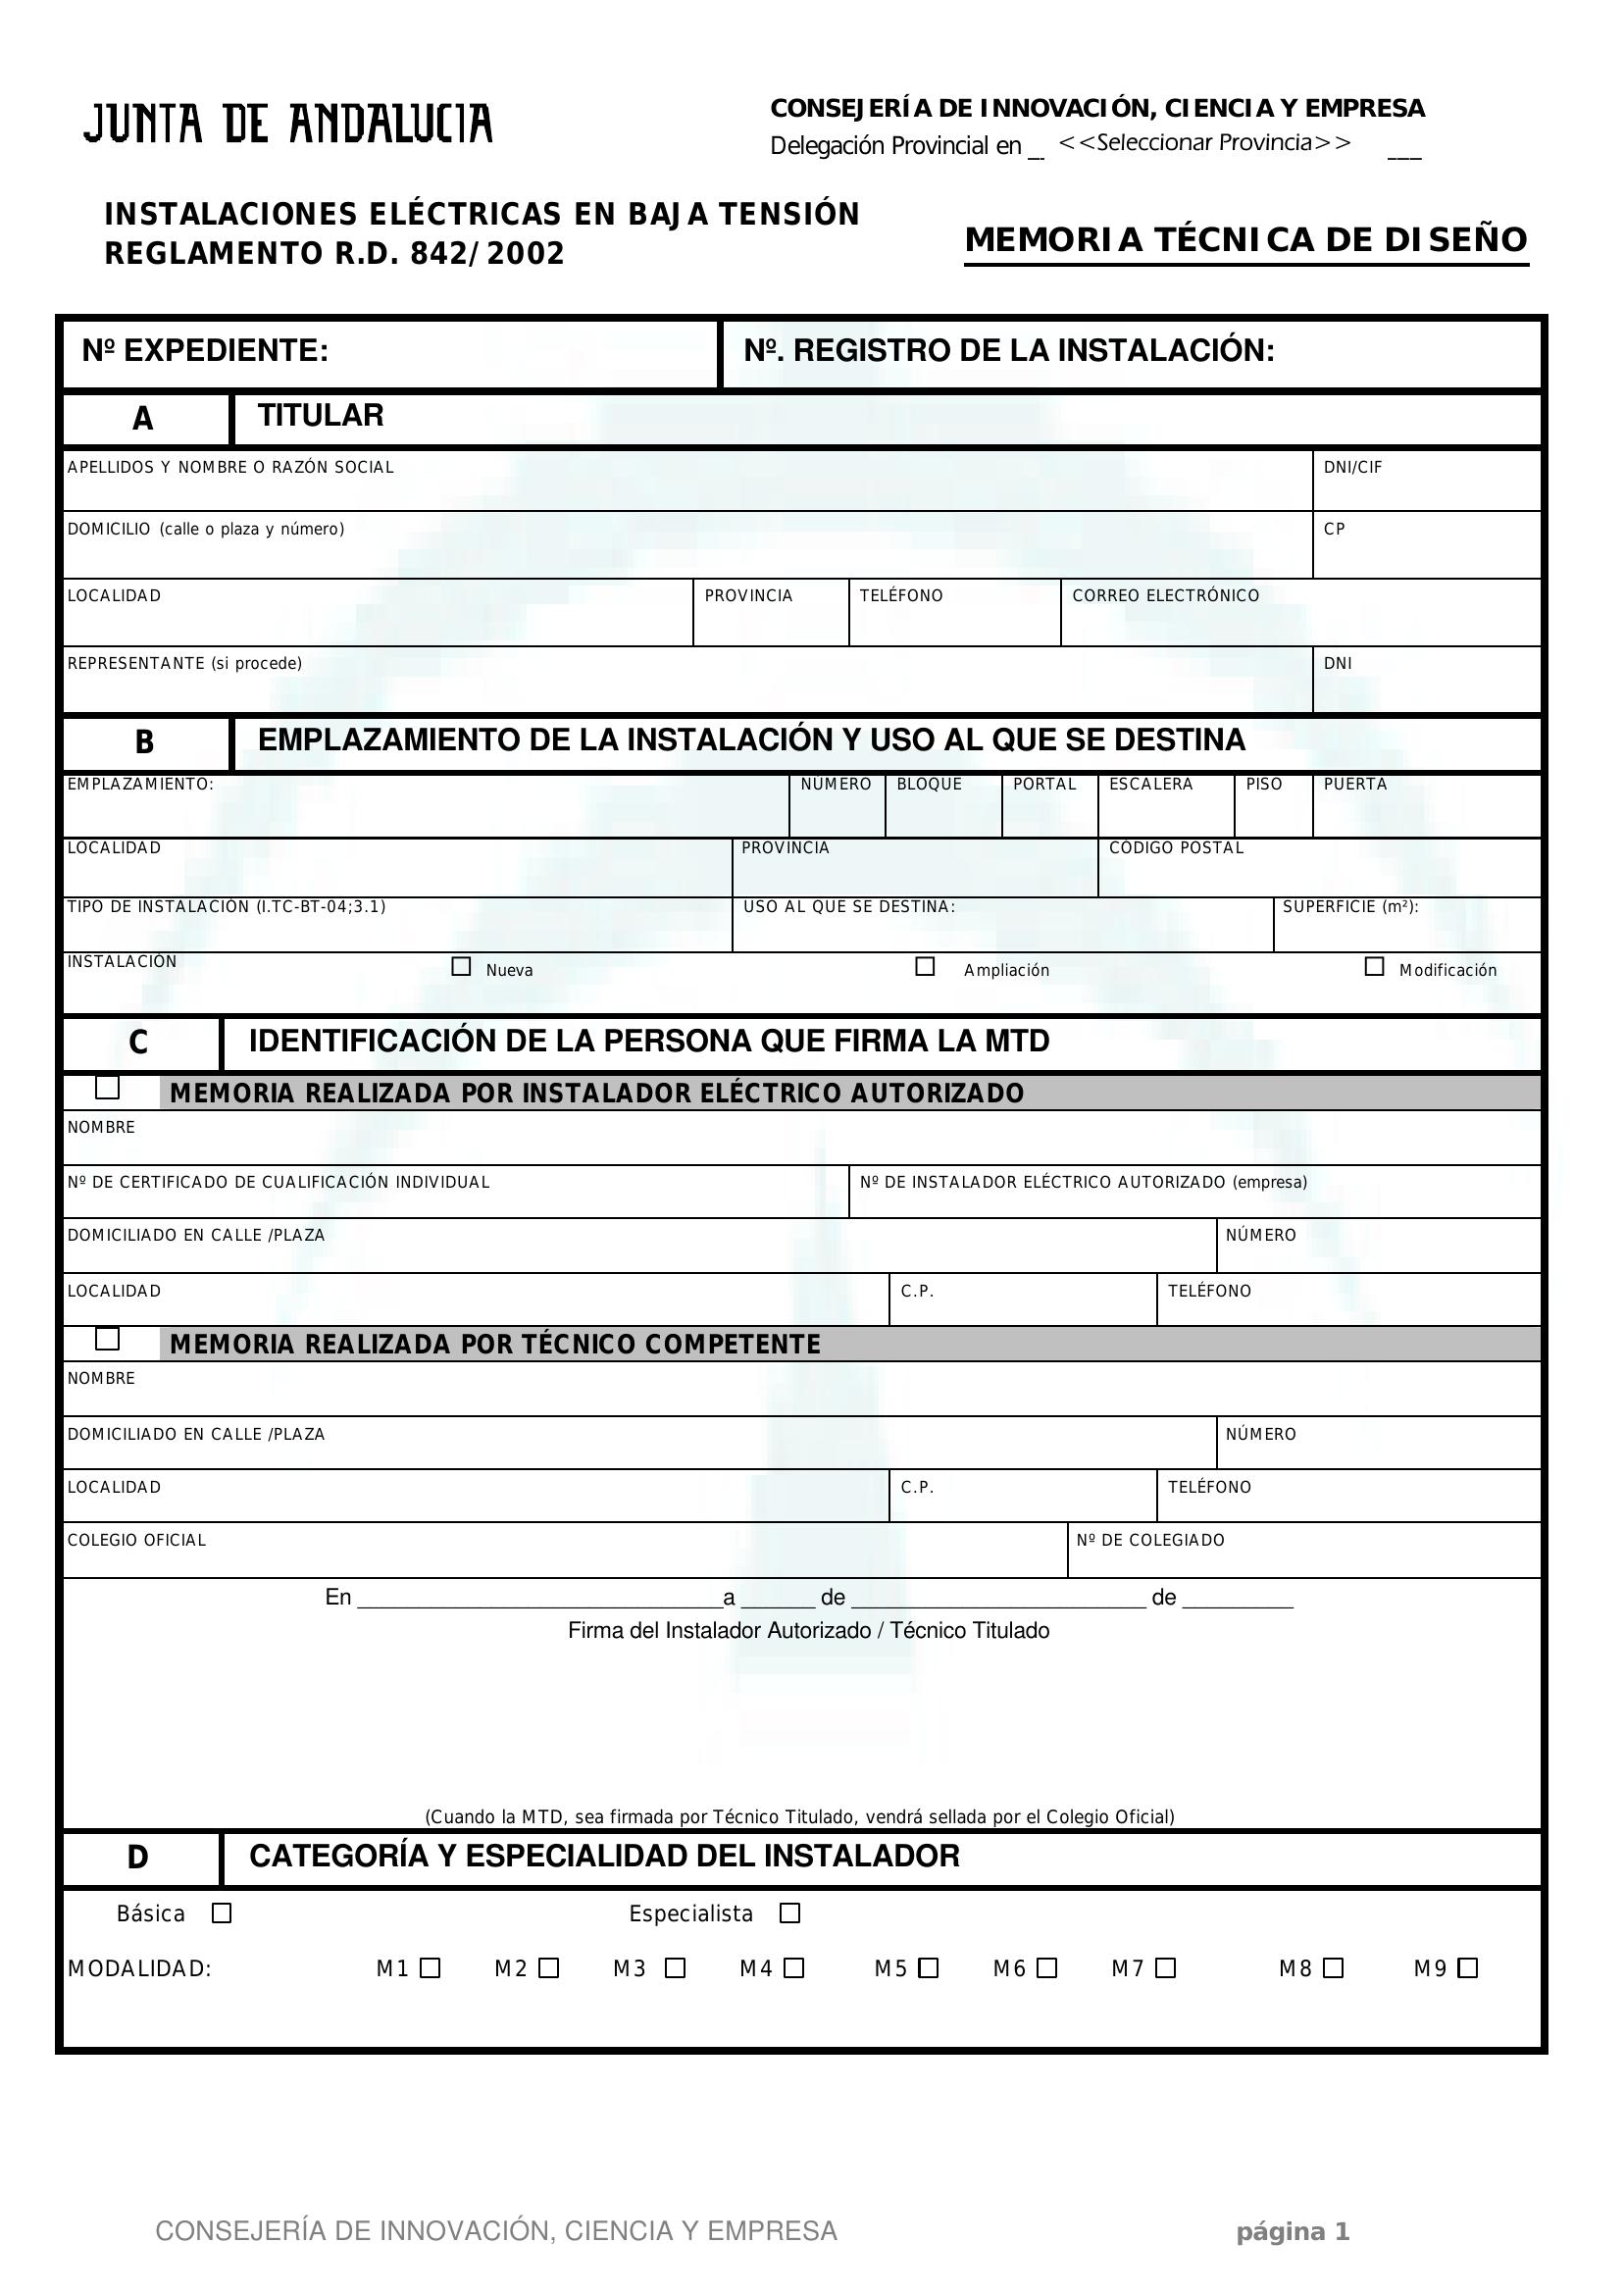 JUNTA DE ANDALUCIA
CONSEJERÍA DE INNOVACIÓN, CIENCIA Y EMPRESA
Delegación Provincial en _ <<Seleccionar Provincia>> ___
INSTALACIONES ELÉCTRICAS EN BAJA TENSIÓN
REGLAMENTO R.D. 842/2002
MEMORIA TÉCNICA DE DISEÑO
Nº EXPEDIENTE: Nº. REGISTRO DE LA INSTALACIÓN:
A TITULAR
APELLIDOS Y NOMBRE O RAZÓN SOCIAL DNI/CIF
DOMICILIO (calle o plaza y número) CP
LOCALIDAD PROVINCIA TELÉFONO CORREO ELECTRÓNICO
REPRESENTANTE (si procede) DNI
B EMPLAZAMIENTO DE LA INSTALACIÓN Y USO AL QUE SE DESTINA
EMPLAZAMIENTO: NÚMERO BLOQUE PORTAL ESCALERA PISO PUERTA
LOCALIDAD PROVINCIA CÓDIGO POSTAL
TIPO DE INSTALACIÓN (I.TC-BT-04;3.1) USO AL QUE SE DESTINA: SUPERFICIE (m²):
INSTALACIÓN Nueva Ampliación Modificación
C IDENTIFICACIÓN DE LA PERSONA QUE FIRMA LA MTD
MEMORIA REALIZADA POR INSTALADOR ELÉCTRICO AUTORIZADO
NOMBRE
Nº DE CERTIFICADO DE CUALIFICACIÓN INDIVIDUAL Nº DE INSTALADOR ELÉCTRICO AUTORIZADO (empresa)
DOMICILIADO EN CALLE /PLAZA NÚMERO
LOCALIDAD C.P. TELÉFONO
MEMORIA REALIZADA POR TÉCNICO COMPETENTE
NOMBRE
DOMICILIADO EN CALLE /PLAZA NÚMERO
LOCALIDAD C.P. TELÉFONO
COLEGIO OFICIAL Nº DE COLEGIADO
En ______________________________a ______ de ________________________ de _________
Firma del Instalador Autorizado / Técnico Titulado
(Cuando la MTD, sea firmada por Técnico Titulado, vendrá sellada por el Colegio Oficial)
D CATEGORÍA Y ESPECIALIDAD DEL INSTALADOR
Básica Especialista
MODALIDAD: M1 M2 M3 M4 M5 M6 M7 M8 M9
CONSEJERÍA DE INNOVACIÓN, CIENCIA Y EMPRESA página 1